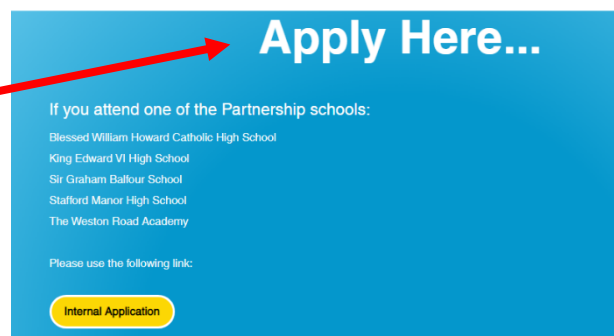 Apply Here...
If you attend one of the Partnership schools:
Blessed William Howard Catholic High School
King Edward VI High School
Sir Graham Balfour School
Stafford Manor High School
The Weston Road Academy
Please use the following link:
Internal Application